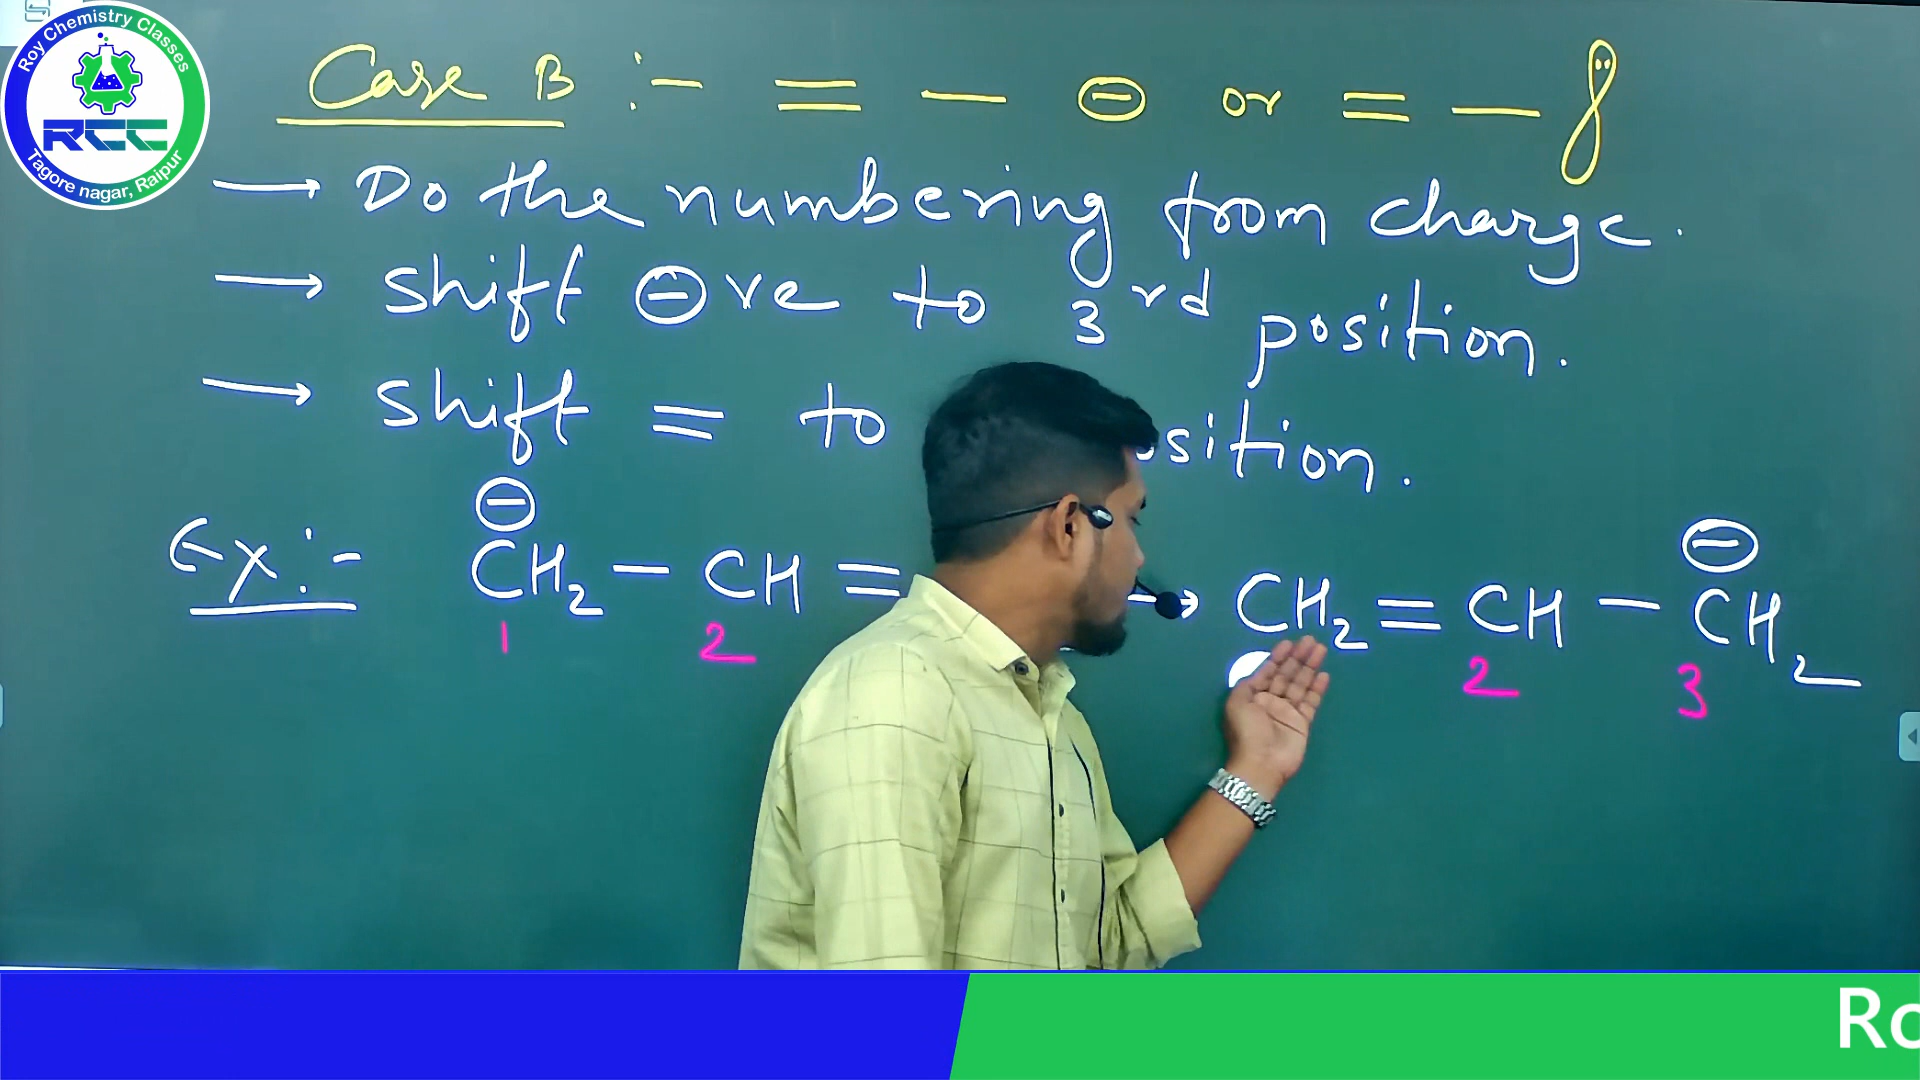 Roy Chemistry Classes
RCC
Tagore nagar, Raipur
Case B :- = — ⊖ or = —
→ Do the numbering from charge.
→ shift ⊖ve to 3rd position.
→ shift = to sition.
Ex:- ⊖CH₂ — CH = → CH₂ = CH — ⊖CH₂
1 2 2 3
Ro